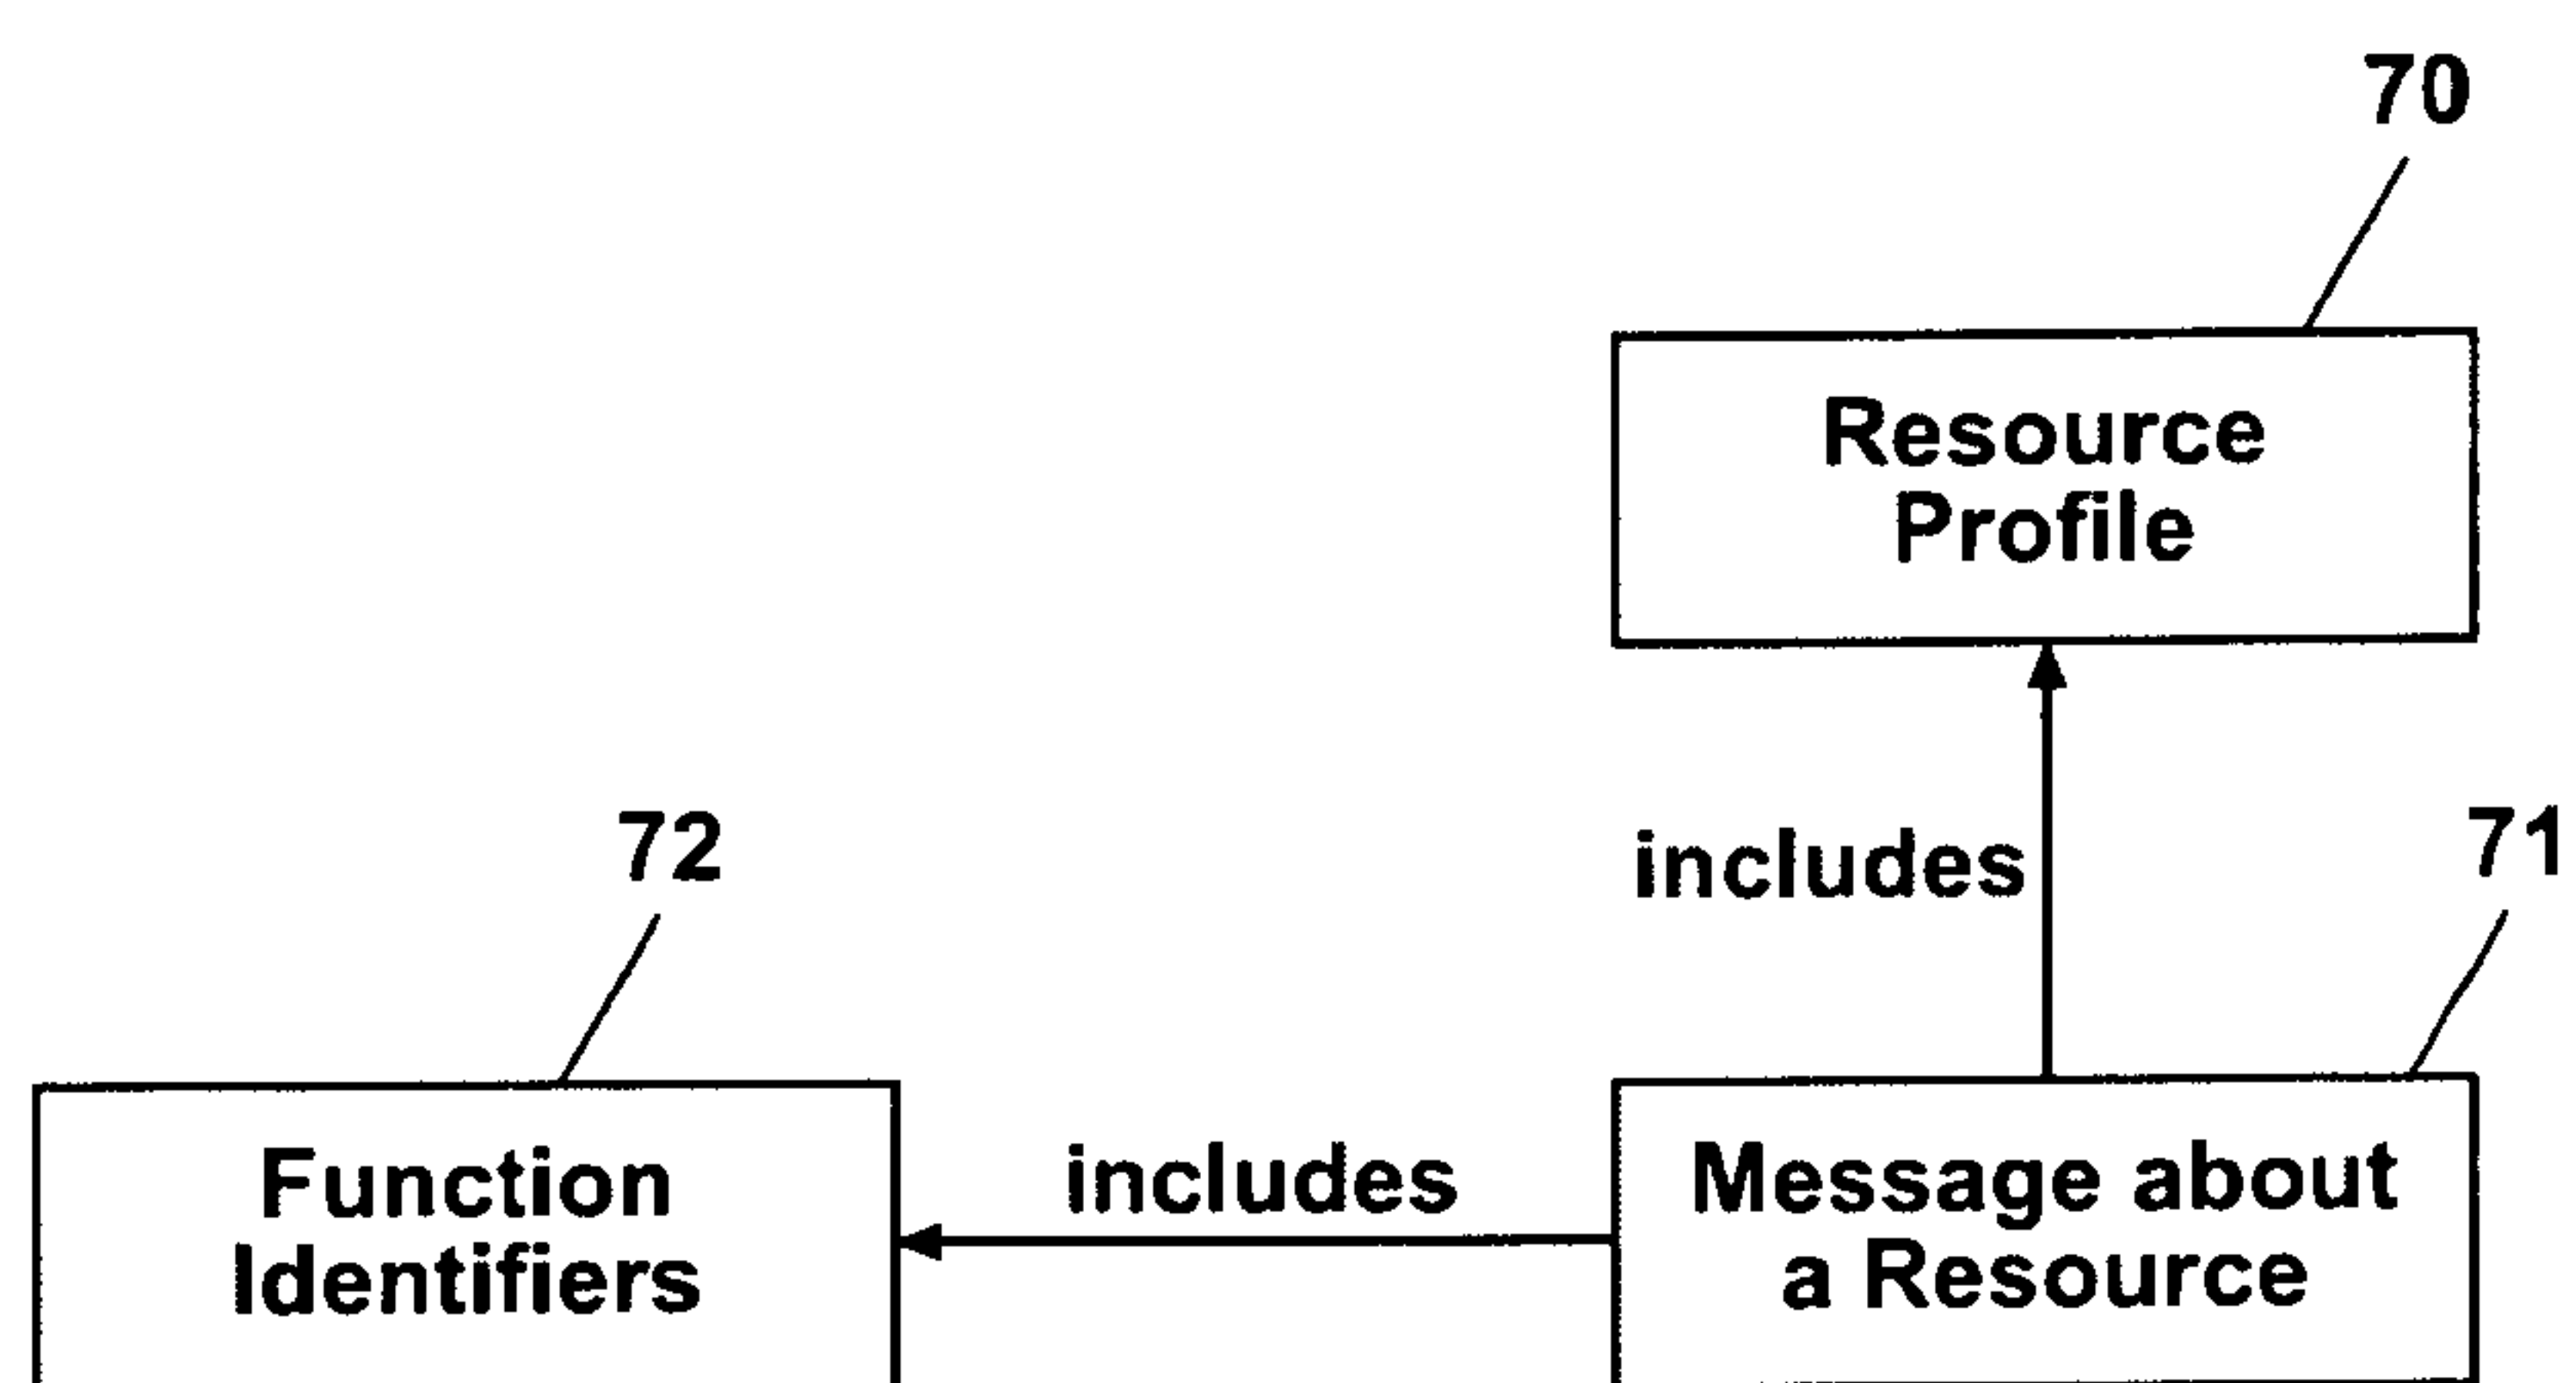 70
Resource
Profile
includes
72
71
Function
Identifiers
includes
Message about
a Resource